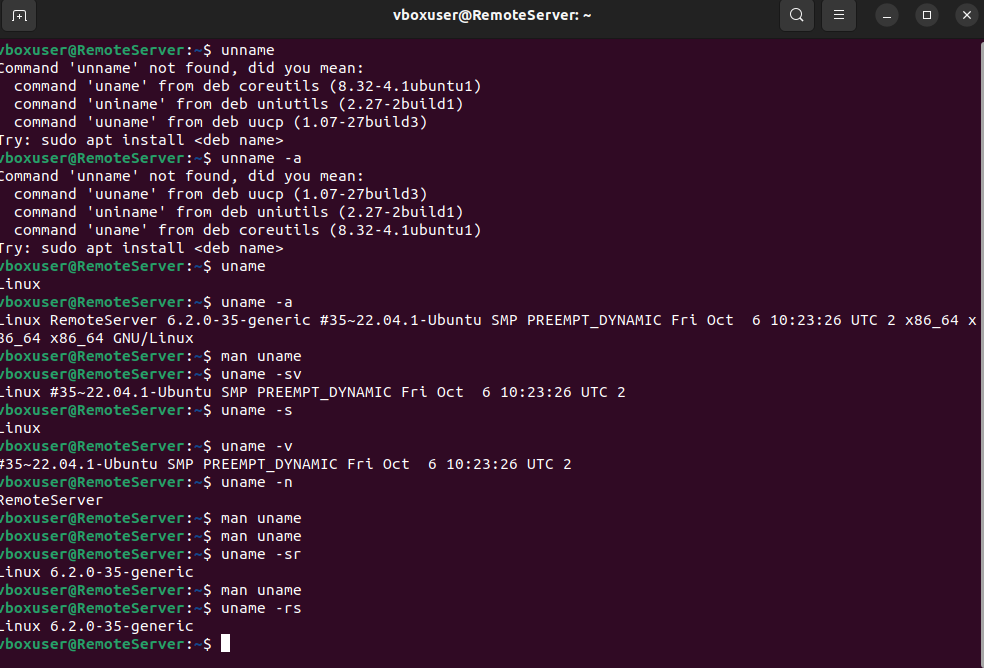 vboxuser@RemoteServer: ~
vboxuser@RemoteServer:~$ unname
Command 'unname' not found, did you mean:
  command 'uname' from deb coreutils (8.32-4.1ubuntu1)
  command 'uniname' from deb uniutils (2.27-2build1)
  command 'uuname' from deb uucp (1.07-27build3)
Try: sudo apt install <deb name>
vboxuser@RemoteServer:~$ unname -a
Command 'unname' not found, did you mean:
  command 'uuname' from deb uucp (1.07-27build3)
  command 'uniname' from deb uniutils (2.27-2build1)
  command 'uname' from deb coreutils (8.32-4.1ubuntu1)
Try: sudo apt install <deb name>
vboxuser@RemoteServer:~$ uname
Linux
vboxuser@RemoteServer:~$ uname -a
Linux RemoteServer 6.2.0-35-generic #35~22.04.1-Ubuntu SMP PREEMPT_DYNAMIC Fri Oct  6 10:23:26 UTC 2 x86_64 x
86_64 x86_64 GNU/Linux
vboxuser@RemoteServer:~$ man uname
vboxuser@RemoteServer:~$ uname -sv
Linux #35~22.04.1-Ubuntu SMP PREEMPT_DYNAMIC Fri Oct  6 10:23:26 UTC 2
vboxuser@RemoteServer:~$ uname -s
Linux
vboxuser@RemoteServer:~$ uname -v
#35~22.04.1-Ubuntu SMP PREEMPT_DYNAMIC Fri Oct  6 10:23:26 UTC 2
vboxuser@RemoteServer:~$ uname -n
RemoteServer
vboxuser@RemoteServer:~$ man uname
vboxuser@RemoteServer:~$ man uname
vboxuser@RemoteServer:~$ uname -sr
Linux 6.2.0-35-generic
vboxuser@RemoteServer:~$ man uname
vboxuser@RemoteServer:~$ uname -rs
Linux 6.2.0-35-generic
vboxuser@RemoteServer:~$